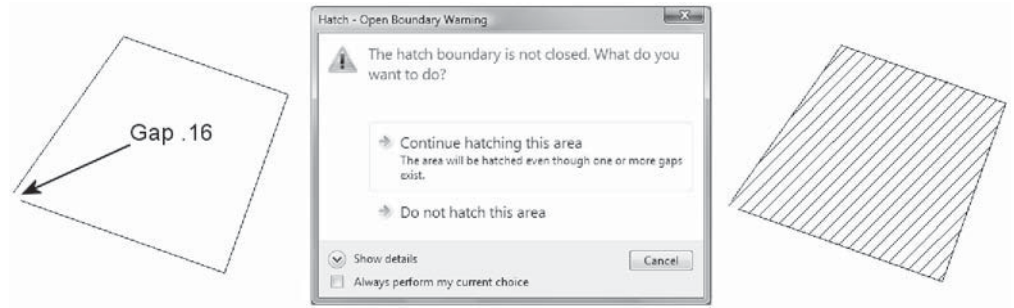 Gap .16
Hatch - Open Boundary Warning
The hatch boundary is not closed. What do you
want to do?
Continue hatching this area
The area will be hatched even though one or more gaps
exist.
Do not hatch this area
Show details
Cancel
Always perform my current choice